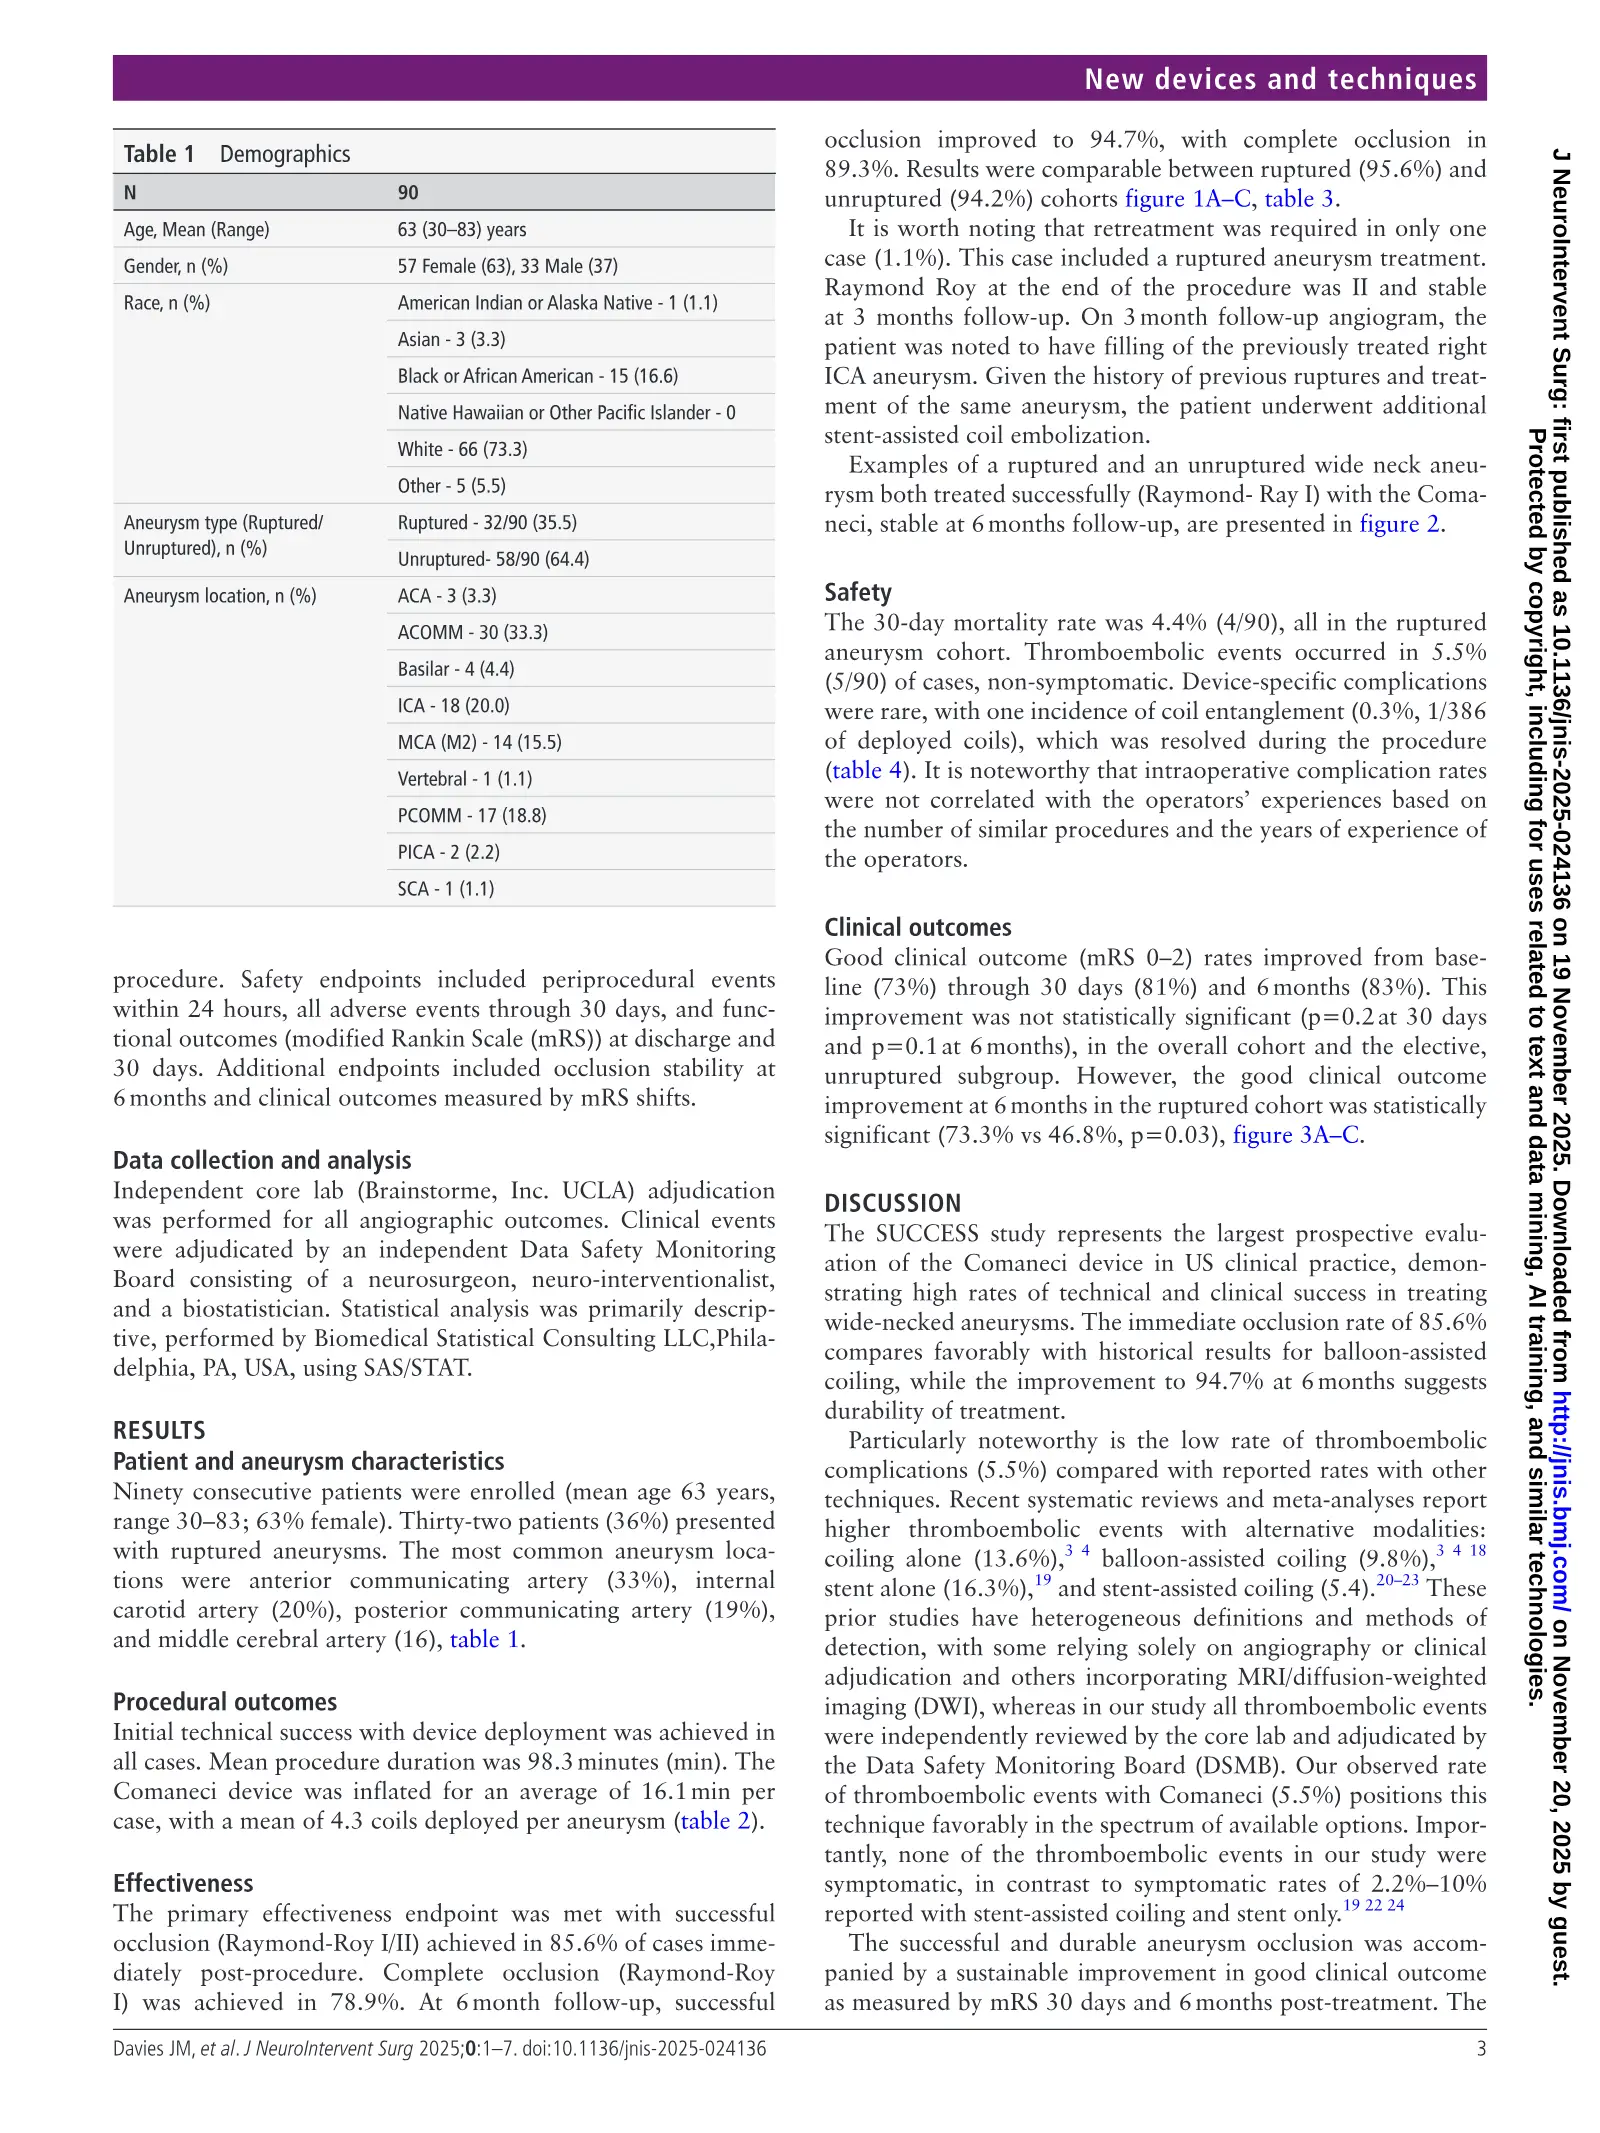 New devices and techniques
Table 1 Demographics
N 90
Age, Mean (Range) 63 (30–83) years
Gender, n (%) 57 Female (63), 33 Male (37)
Race, n (%) American Indian or Alaska Native - 1 (1.1)
Asian - 3 (3.3)
Black or African American - 15 (16.6)
Native Hawaiian or Other Pacific Islander - 0
White - 66 (73.3)
Other - 5 (5.5)
Aneurysm type (Ruptured/
Unruptured), n (%)
Ruptured - 32/90 (35.5)
Unruptured- 58/90 (64.4)
Aneurysm location, n (%) ACA - 3 (3.3)
ACOMM - 30 (33.3)
Basilar - 4 (4.4)
ICA - 18 (20.0)
MCA (M2) - 14 (15.5)
Vertebral - 1 (1.1)
PCOMM - 17 (18.8)
PICA - 2 (2.2)
SCA - 1 (1.1)
procedure. Safety endpoints included periprocedural events
within 24 hours, all adverse events through 30 days, and func-
tional outcomes (modified Rankin Scale (mRS)) at discharge and
30 days. Additional endpoints included occlusion stability at
6 months and clinical outcomes measured by mRS shifts.
Data collection and analysis
Independent core lab (Brainstorme, Inc. UCLA) adjudication
was performed for all angiographic outcomes. Clinical events
were adjudicated by an independent Data Safety Monitoring
Board consisting of a neurosurgeon, neuro-interventionalist,
and a biostatistician. Statistical analysis was primarily descrip-
tive, performed by Biomedical Statistical Consulting LLC,Phila-
delphia, PA, USA, using SAS/STAT.
RESULTS
Patient and aneurysm characteristics
Ninety consecutive patients were enrolled (mean age 63 years,
range 30–83; 63% female). Thirty-two patients (36%) presented
with ruptured aneurysms. The most common aneurysm loca-
tions were anterior communicating artery (33%), internal
carotid artery (20%), posterior communicating artery (19%),
and middle cerebral artery (16), table 1.
Procedural outcomes
Initial technical success with device deployment was achieved in
all cases. Mean procedure duration was 98.3 minutes (min). The
Comaneci device was inflated for an average of 16.1 min per
case, with a mean of 4.3 coils deployed per aneurysm (table 2).
Effectiveness
The primary effectiveness endpoint was met with successful
occlusion (Raymond-Roy I/II) achieved in 85.6% of cases imme-
diately post-procedure. Complete occlusion (Raymond-Roy
I) was achieved in 78.9%. At 6 month follow-up, successful
occlusion improved to 94.7%, with complete occlusion in
89.3%. Results were comparable between ruptured (95.6%) and
unruptured (94.2%) cohorts figure 1A–C, table 3.
It is worth noting that retreatment was required in only one
case (1.1%). This case included a ruptured aneurysm treatment.
Raymond Roy at the end of the procedure was II and stable
at 3 months follow-up. On 3 month follow-up angiogram, the
patient was noted to have filling of the previously treated right
ICA aneurysm. Given the history of previous ruptures and treat-
ment of the same aneurysm, the patient underwent additional
stent-assisted coil embolization.
Examples of a ruptured and an unruptured wide neck aneu-
rysm both treated successfully (Raymond- Ray I) with the Coma-
neci, stable at 6 months follow-up, are presented in figure 2.
Safety
The 30-day mortality rate was 4.4% (4/90), all in the ruptured
aneurysm cohort. Thromboembolic events occurred in 5.5%
(5/90) of cases, non-symptomatic. Device-specific complications
were rare, with one incidence of coil entanglement (0.3%, 1/386
of deployed coils), which was resolved during the procedure
(table 4). It is noteworthy that intraoperative complication rates
were not correlated with the operators’ experiences based on
the number of similar procedures and the years of experience of
the operators.
Clinical outcomes
Good clinical outcome (mRS 0–2) rates improved from base-
line (73%) through 30 days (81%) and 6 months (83%). This
improvement was not statistically significant (p=0.2 at 30 days
and p=0.1 at 6 months), in the overall cohort and the elective,
unruptured subgroup. However, the good clinical outcome
improvement at 6 months in the ruptured cohort was statistically
significant (73.3% vs 46.8%, p=0.03), figure 3A–C.
DISCUSSION
The SUCCESS study represents the largest prospective evalu-
ation of the Comaneci device in US clinical practice, demon-
strating high rates of technical and clinical success in treating
wide-necked aneurysms. The immediate occlusion rate of 85.6%
compares favorably with historical results for balloon-assisted
coiling, while the improvement to 94.7% at 6 months suggests
durability of treatment.
Particularly noteworthy is the low rate of thromboembolic
complications (5.5%) compared with reported rates with other
techniques. Recent systematic reviews and meta-analyses report
higher thromboembolic events with alternative modalities:
coiling alone (13.6%),3 4 balloon-assisted coiling (9.8%),3 4 18
stent alone (16.3%),19 and stent-assisted coiling (5.4).20–23 These
prior studies have heterogeneous definitions and methods of
detection, with some relying solely on angiography or clinical
adjudication and others incorporating MRI/diffusion-weighted
imaging (DWI), whereas in our study all thromboembolic events
were independently reviewed by the core lab and adjudicated by
the Data Safety Monitoring Board (DSMB). Our observed rate
of thromboembolic events with Comaneci (5.5%) positions this
technique favorably in the spectrum of available options. Impor-
tantly, none of the thromboembolic events in our study were
symptomatic, in contrast to symptomatic rates of 2.2%–10%
reported with stent-assisted coiling and stent only.19 22 24
The successful and durable aneurysm occlusion was accom-
panied by a sustainable improvement in good clinical outcome
as measured by mRS 30 days and 6 months post-treatment. The
Davies JM, et al. J NeuroIntervent Surg 2025;0:1–7. doi:10.1136/jnis-2025-024136 3
J NeuroIntervent Surg: first published as 10.1136/jnis-2025-024136 on 19 November 2025. Downloaded from http://jnis.bmj.com/ on November 20, 2025 by guest.
Protected by copyright, including for uses related to text and data mining, AI training, and similar technologies.